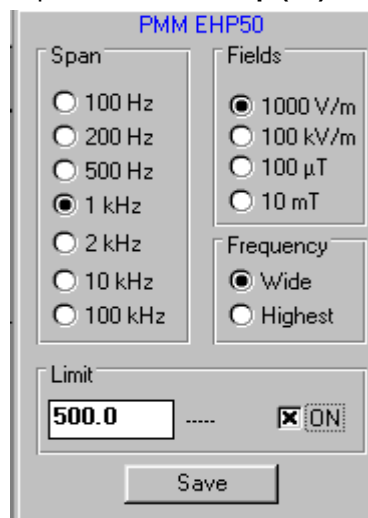 PMM EHP50
Span
100 Hz
200 Hz
500 Hz
1 kHz
2 kHz
10 kHz
100 kHz
Fields
1000 V/m
100 kV/m
100 µT
10 mT
Frequency
Wide
Highest
Limit
500.0 ----- ON
Save